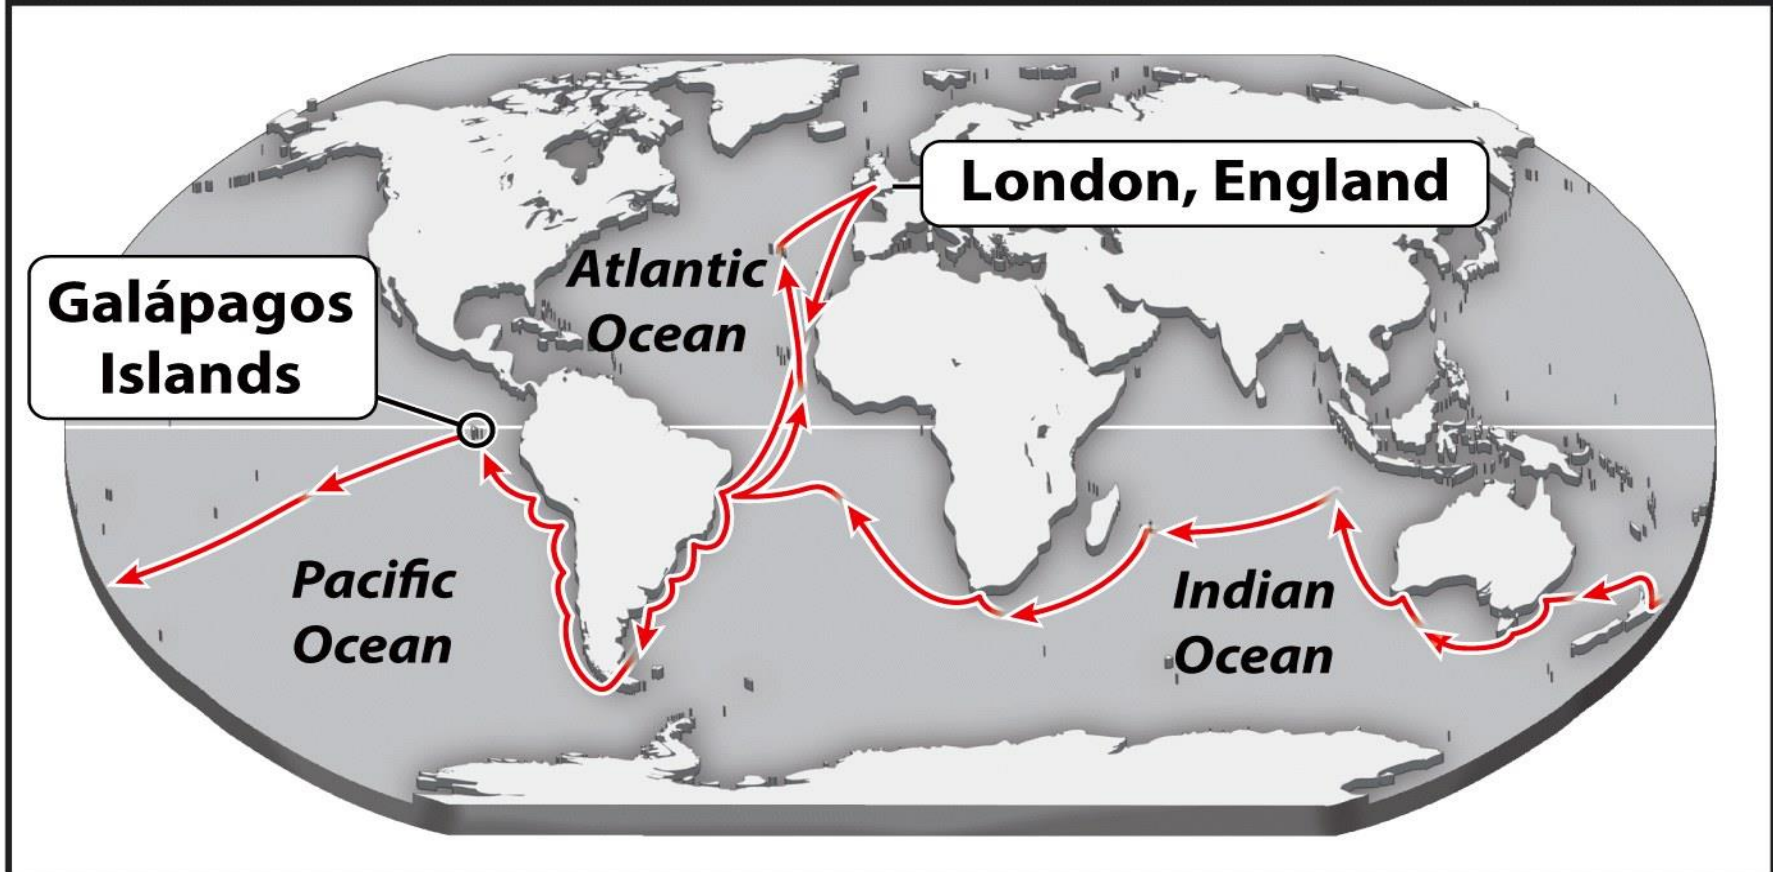 London, England
Galápagos
Islands
Atlantic
Ocean
Pacific
Ocean
Indian
Ocean